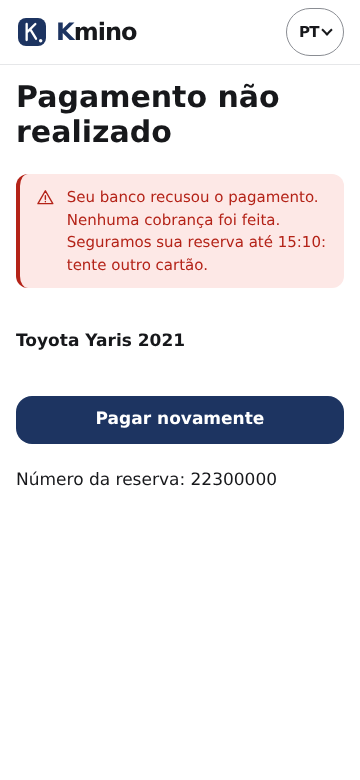 K. Kmino
PT
Pagamento não
realizado
Seu banco recusou o pagamento.
Nenhuma cobrança foi feita.
Seguramos sua reserva até 15:10:
tente outro cartão.
Toyota Yaris 2021
Pagar novamente
Número da reserva: 22300000